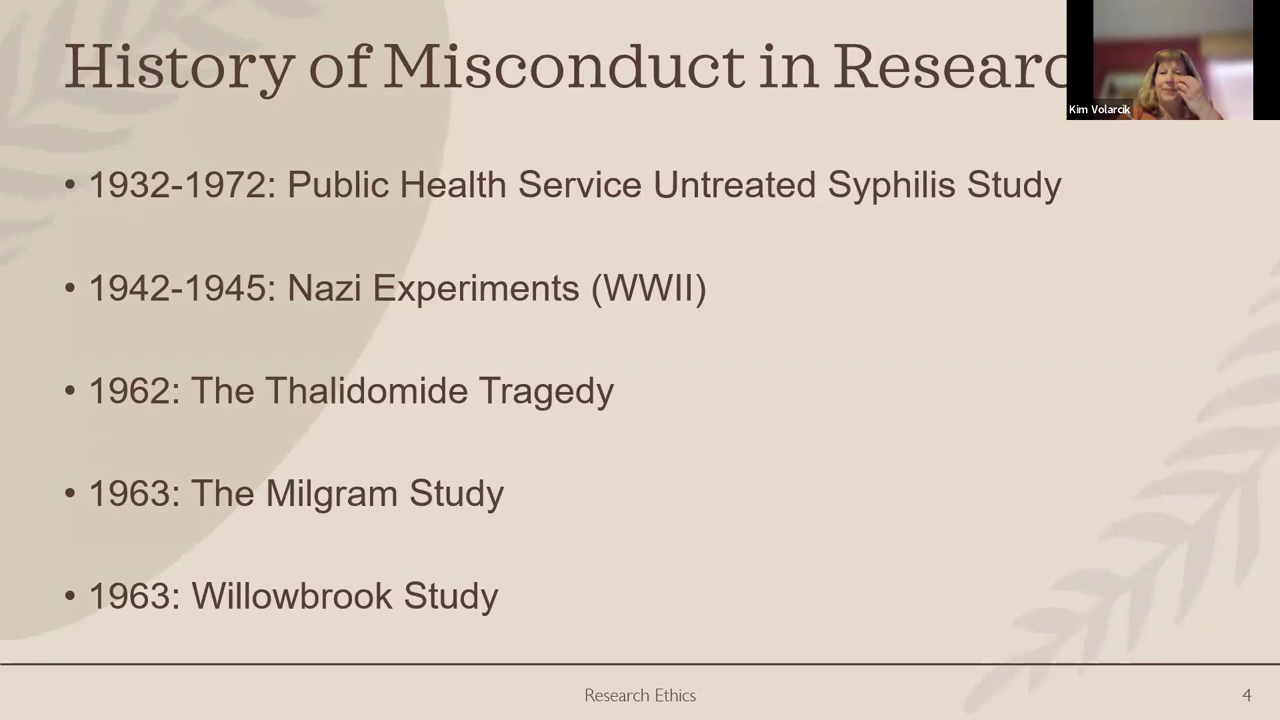 History of Misconduct in Researc
Kim Volarcik
• 1932-1972: Public Health Service Untreated Syphilis Study
• 1942-1945: Nazi Experiments (WWII)
• 1962: The Thalidomide Tragedy
• 1963: The Milgram Study
• 1963: Willowbrook Study
Research Ethics
4